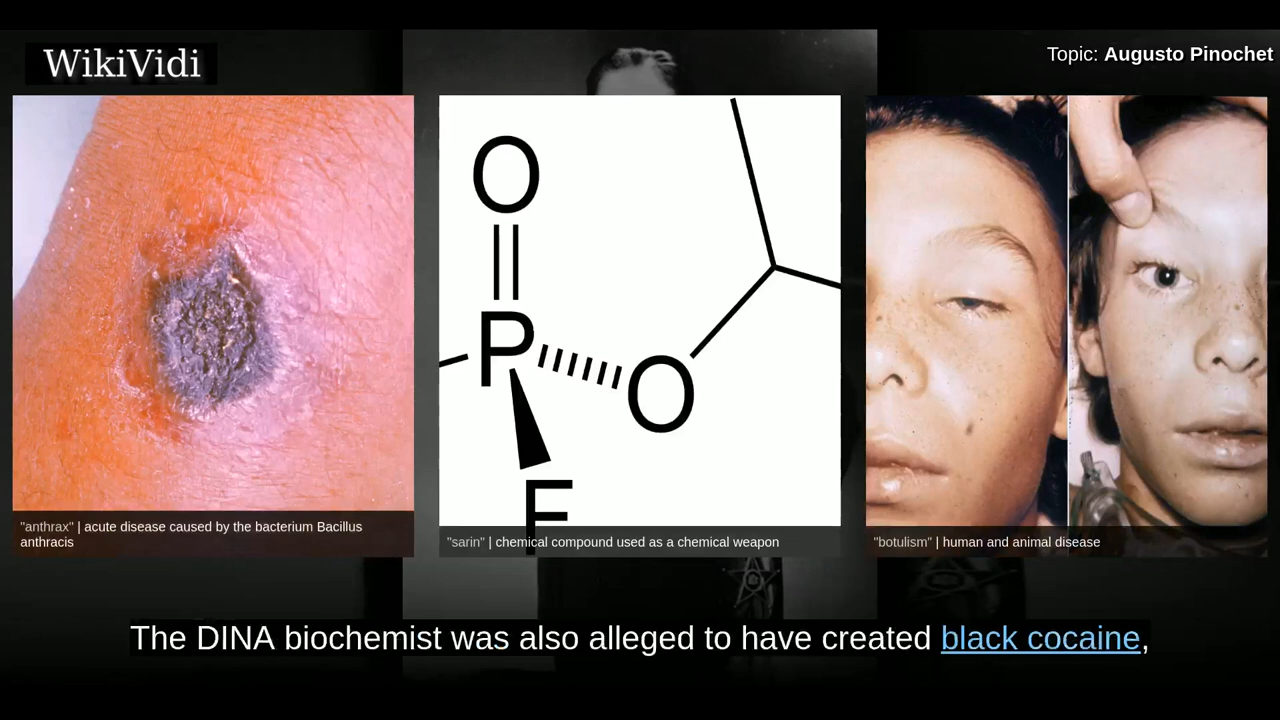 WikiVidi
Topic: Augusto Pinochet
O
P
O
F
"anthrax" | acute disease caused by the bacterium Bacillus
anthracis
"sarin" | chemical compound used as a chemical weapon
"botulism" | human and animal disease
The DINA biochemist was also alleged to have created black cocaine,